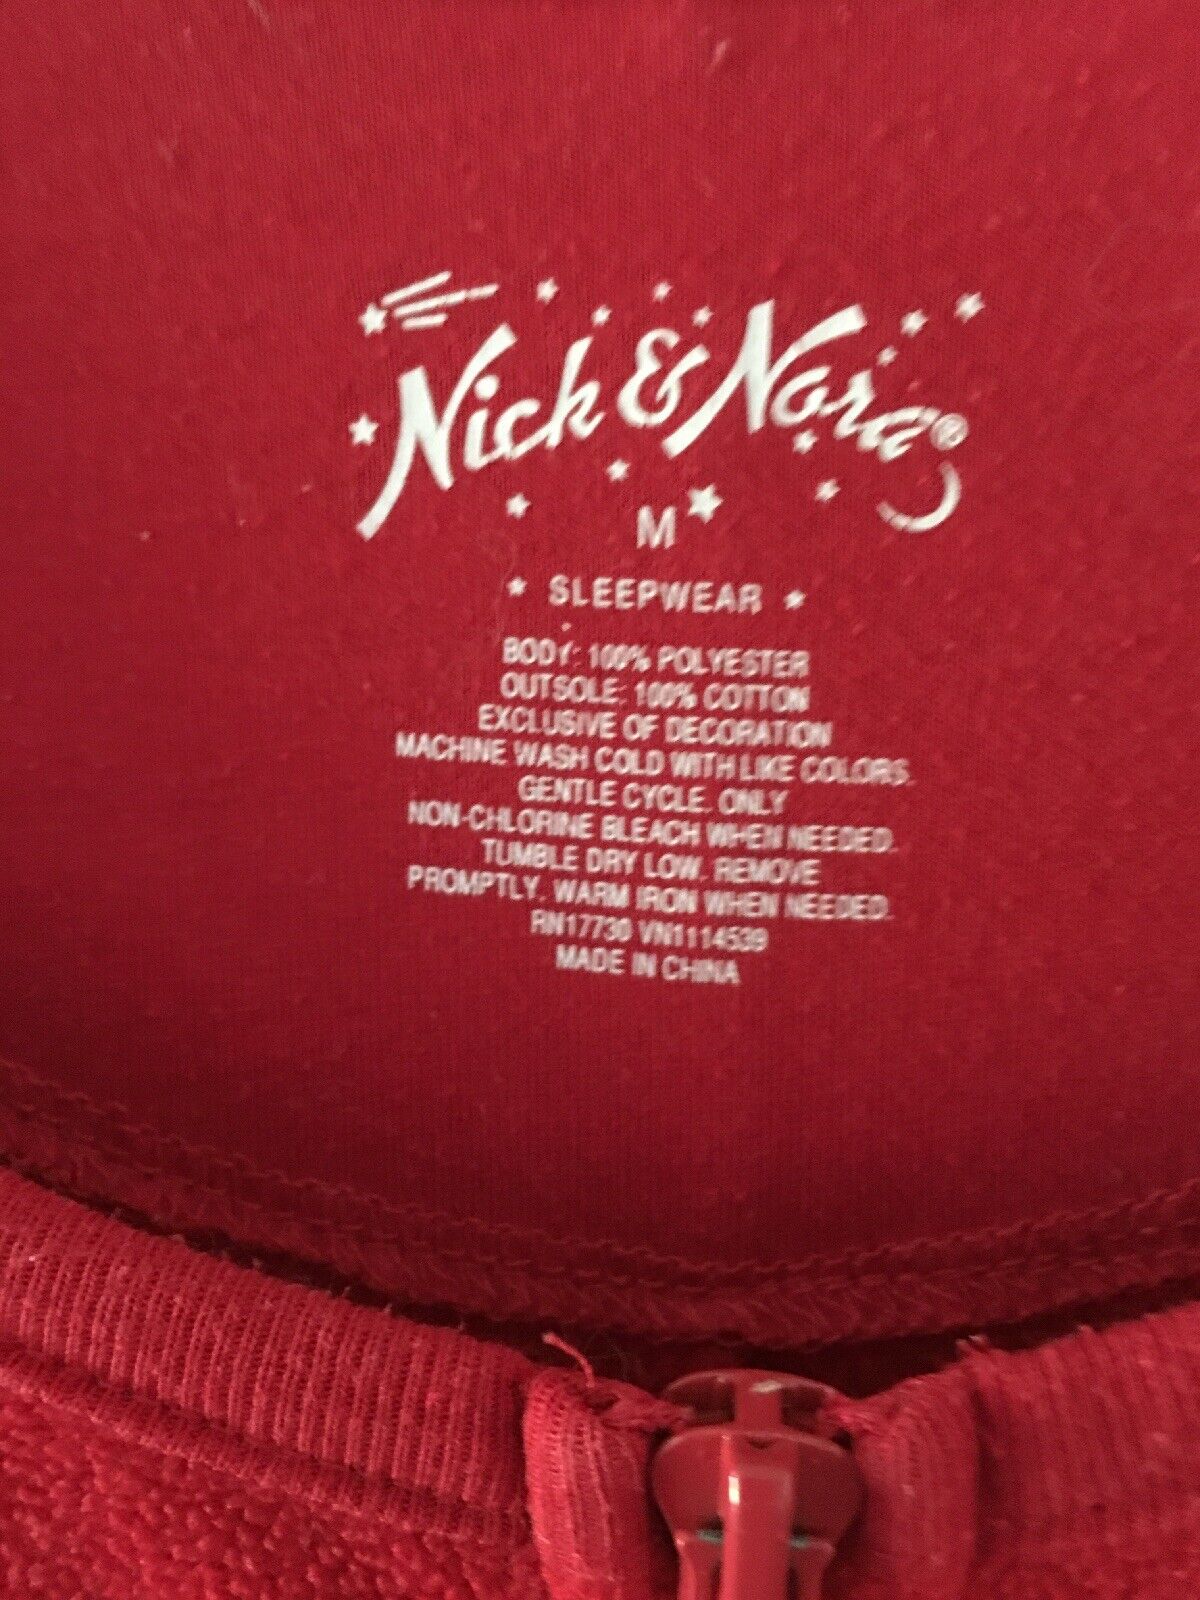 Nick & Nora®
M
SLEEPWEAR
BODY: 100% POLYESTER
OUTSOLE: 100% COTTON
EXCLUSIVE OF DECORATION
MACHINE WASH COLD WITH LIKE COLORS.
GENTLE CYCLE. ONLY
NON-CHLORINE BLEACH WHEN NEEDED.
TUMBLE DRY LOW. REMOVE
PROMPTLY. WARM IRON WHEN NEEDED.
RN17730 VN1114539
MADE IN CHINA